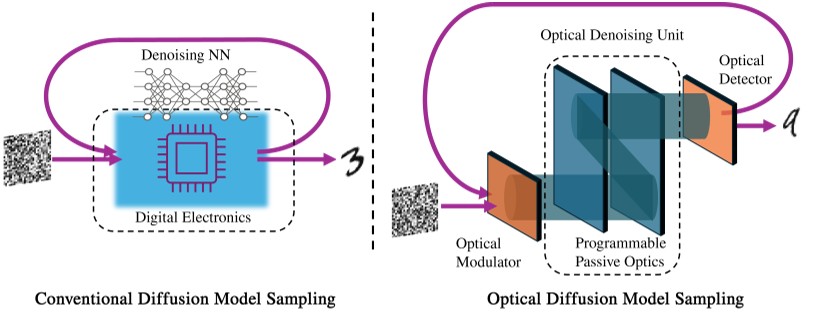 Denoising NN
3
Digital Electronics
Conventional Diffusion Model Sampling
Optical Denoising Unit
Optical
Detector
9
Optical
Modulator
Programmable
Passive Optics
Optical Diffusion Model Sampling